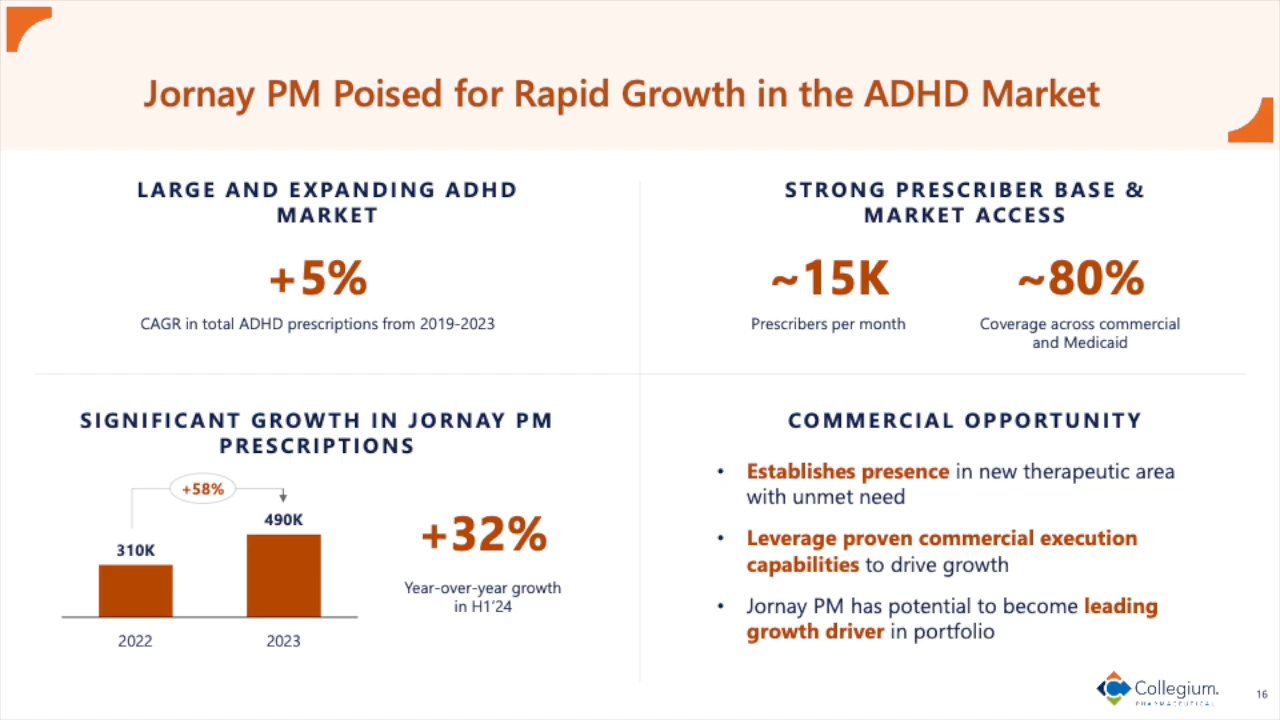 Jornay PM Poised for Rapid Growth in the ADHD Market
LARGE AND EXPANDING ADHD
MARKET
+5%
CAGR in total ADHD prescriptions from 2019-2023
STRONG PRESCRIBER BASE &
MARKET ACCESS
~15K
Prescribers per month
~80%
Coverage across commercial
and Medicaid
SIGNIFICANT GROWTH IN JORNAY PM
PRESCRIPTIONS
+58%
310K
490K
2022
2023
+32%
Year-over-year growth
in H1'24
COMMERCIAL OPPORTUNITY
• Establishes presence in new therapeutic area
with unmet need
• Leverage proven commercial execution
capabilities to drive growth
• Jornay PM has potential to become leading
growth driver in portfolio
Collegium.
PHARMACEUTICAL
16